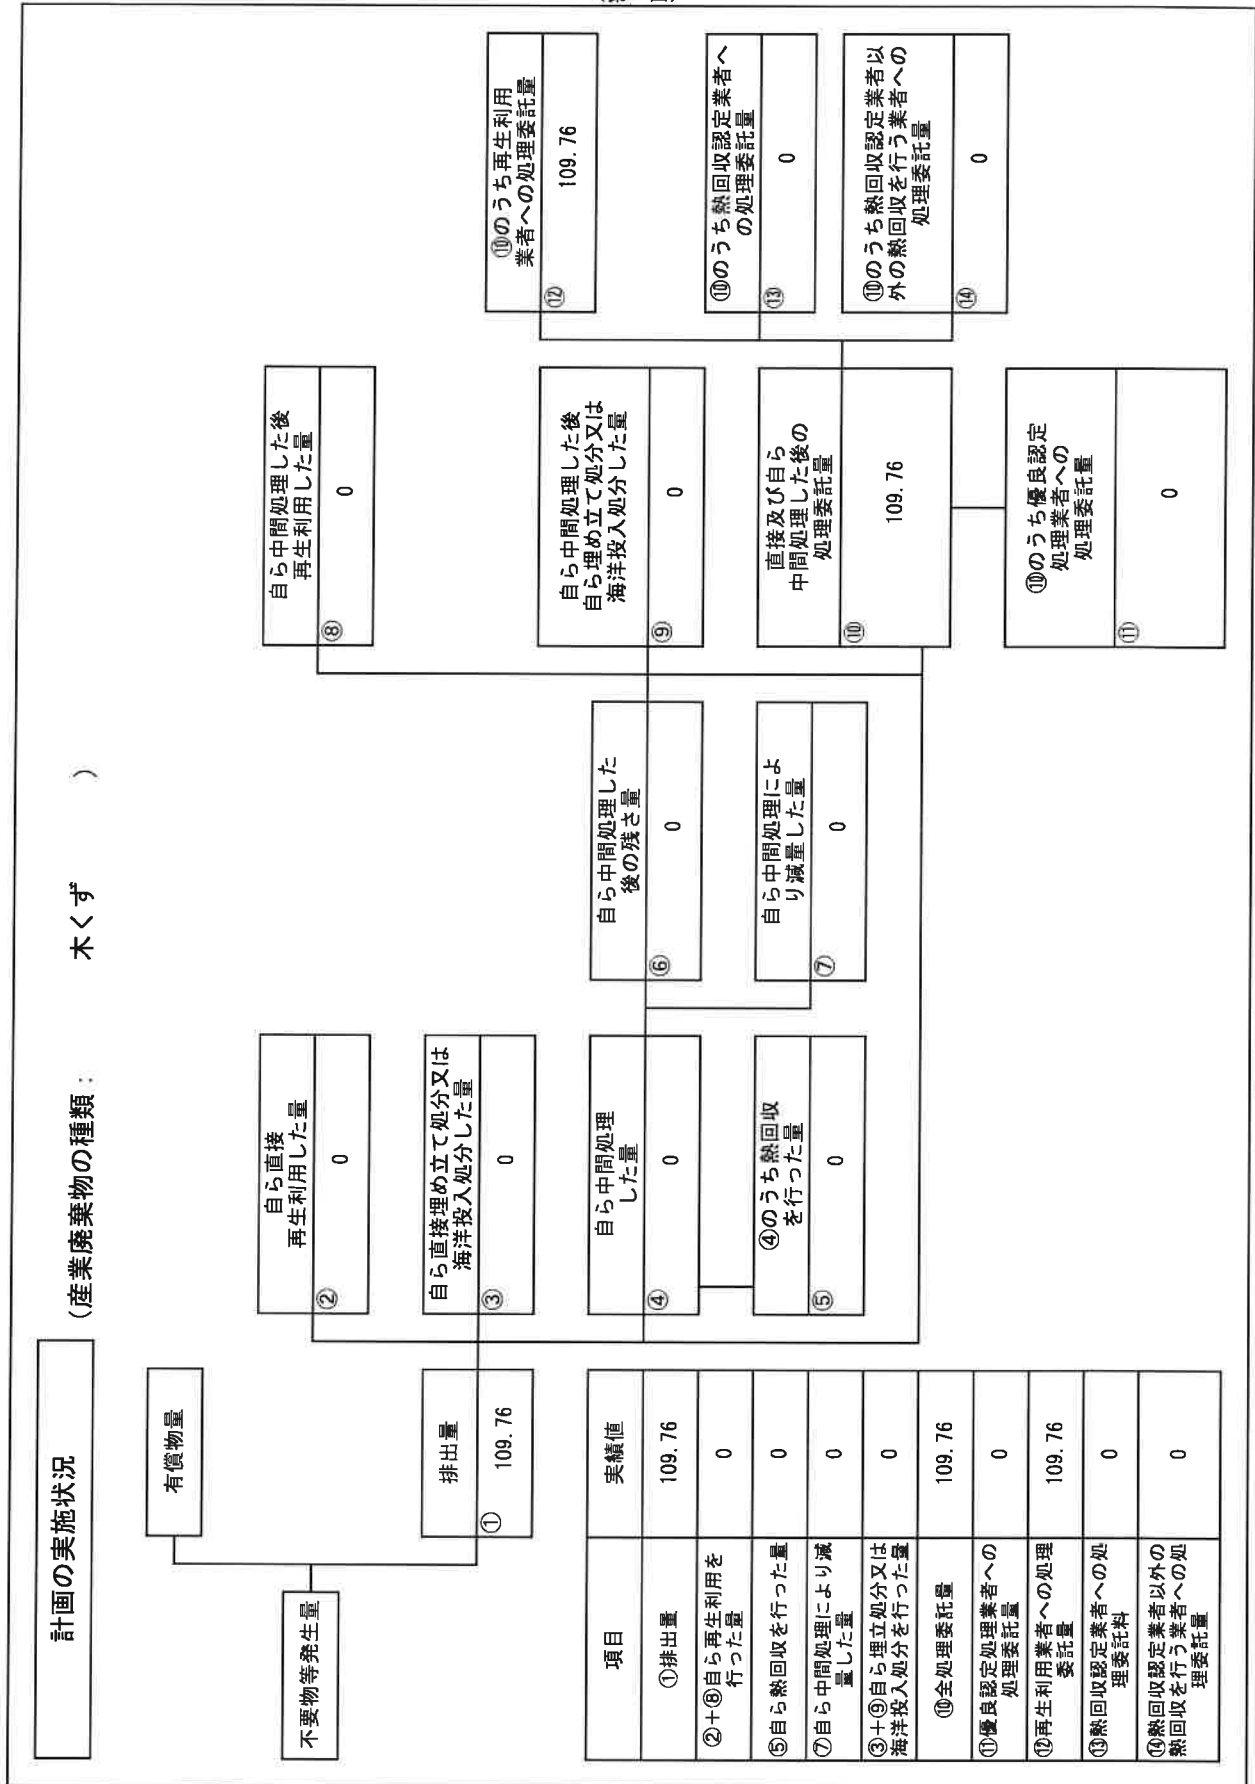 計画の実施状況
(産業廃棄物の種類： 木くず )
有償物量
不要物等発生量
排出量
① 109.76
自ら直接
再生利用した量
② 0
自ら直接埋め立て処分又は
海洋投入処分した量
③ 0
自ら中間処理
した量
④ 0
④のうち熱回収
を行った量
⑤ 0
自ら中間処理した
後の残さ量
⑥ 0
自ら中間処理によ
り減量した量
⑦ 0
自ら中間処理した後
再生利用した量
⑧ 0
自ら中間処理した後
自ら埋め立て処分又は
海洋投入処分した量
⑨ 0
直接及び自ら
中間処理した後の
処理委託量
⑩ 109.76
⑩のうち優良認定
処理業者への
処理委託量
⑪ 0
⑩のうち再生利用
業者への処理委託量
⑫ 109.76
⑩のうち熱回収認定業者へ
の処理委託量
⑬ 0
⑩のうち熱回収認定業者以
外の熱回収を行う業者への
処理委託量
⑭ 0
項目 実績値
①排出量 109.76
②＋⑧自ら再生利用を
行った量 0
⑤自ら熱回収を行った量 0
⑦自ら中間処理により減
量した量 0
③＋⑨自ら埋立処分又は
海洋投入処分を行った量 0
⑩全処理委託量 109.76
⑪優良認定処理業者への
処理委託量 0
⑫再生利用業者への処理
委託量 109.76
⑬熱回収認定業者への処
理委託料 0
⑭熱回収認定業者以外の
熱回収を行う業者への処
理委託量 0